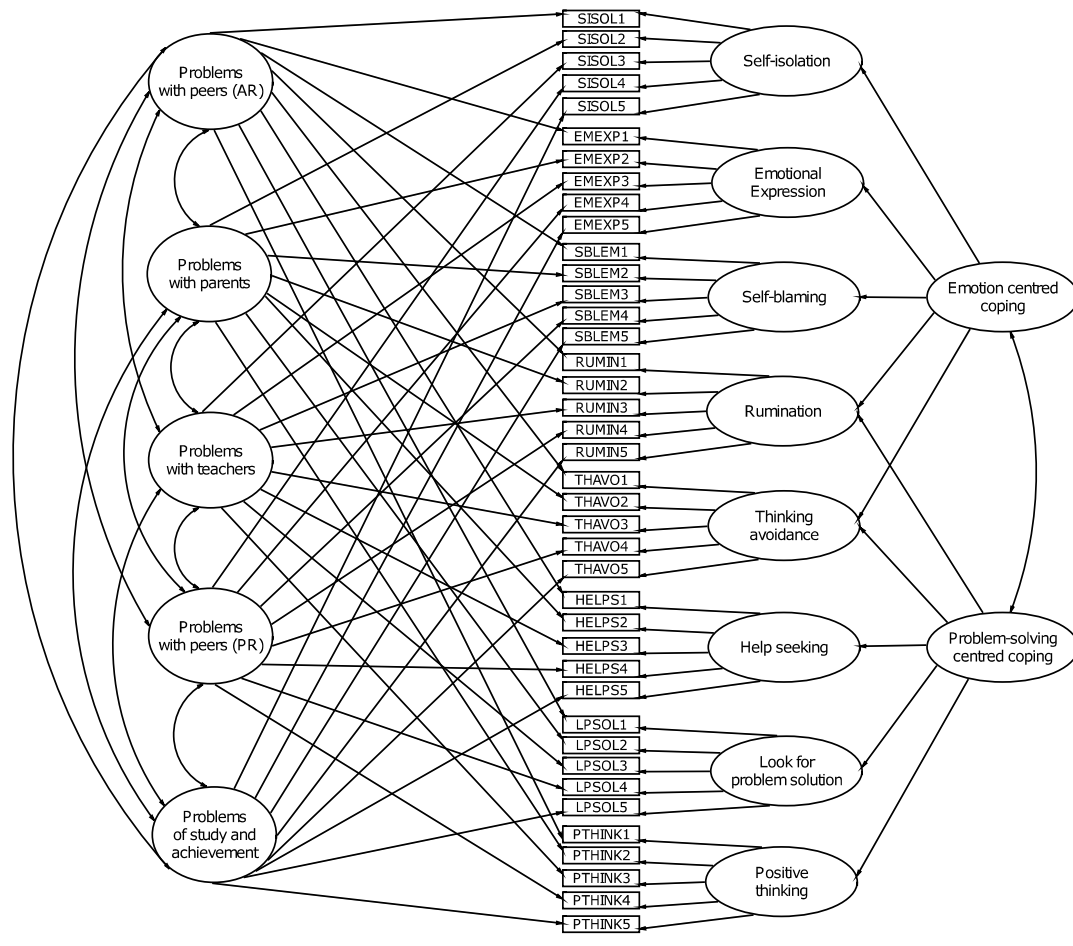 Problems
with peers (AR)
Problems
with parents
Problems
with teachers
Problems
with peers (PR)
Problems
of study and
achievement
SISOL1
SISOL2
SISOL3
SISOL4
SISOL5
EMEXP1
EMEXP2
EMEXP3
EMEXP4
EMEXP5
SBLEM1
SBLEM2
SBLEM3
SBLEM4
SBLEM5
RUMIN1
RUMIN2
RUMIN3
RUMIN4
RUMIN5
THAVO1
THAVO2
THAVO3
THAVO4
THAVO5
HELPS1
HELPS2
HELPS3
HELPS4
HELPS5
LPSOL1
LPSOL2
LPSOL3
LPSOL4
LPSOL5
PTHINK1
PTHINK2
PTHINK3
PTHINK4
PTHINK5
Self-isolation
Emotional
Expression
Self-blaming
Rumination
Thinking
avoidance
Help seeking
Look for
problem solution
Positive
thinking
Emotion centred
coping
Problem-solving
centred coping